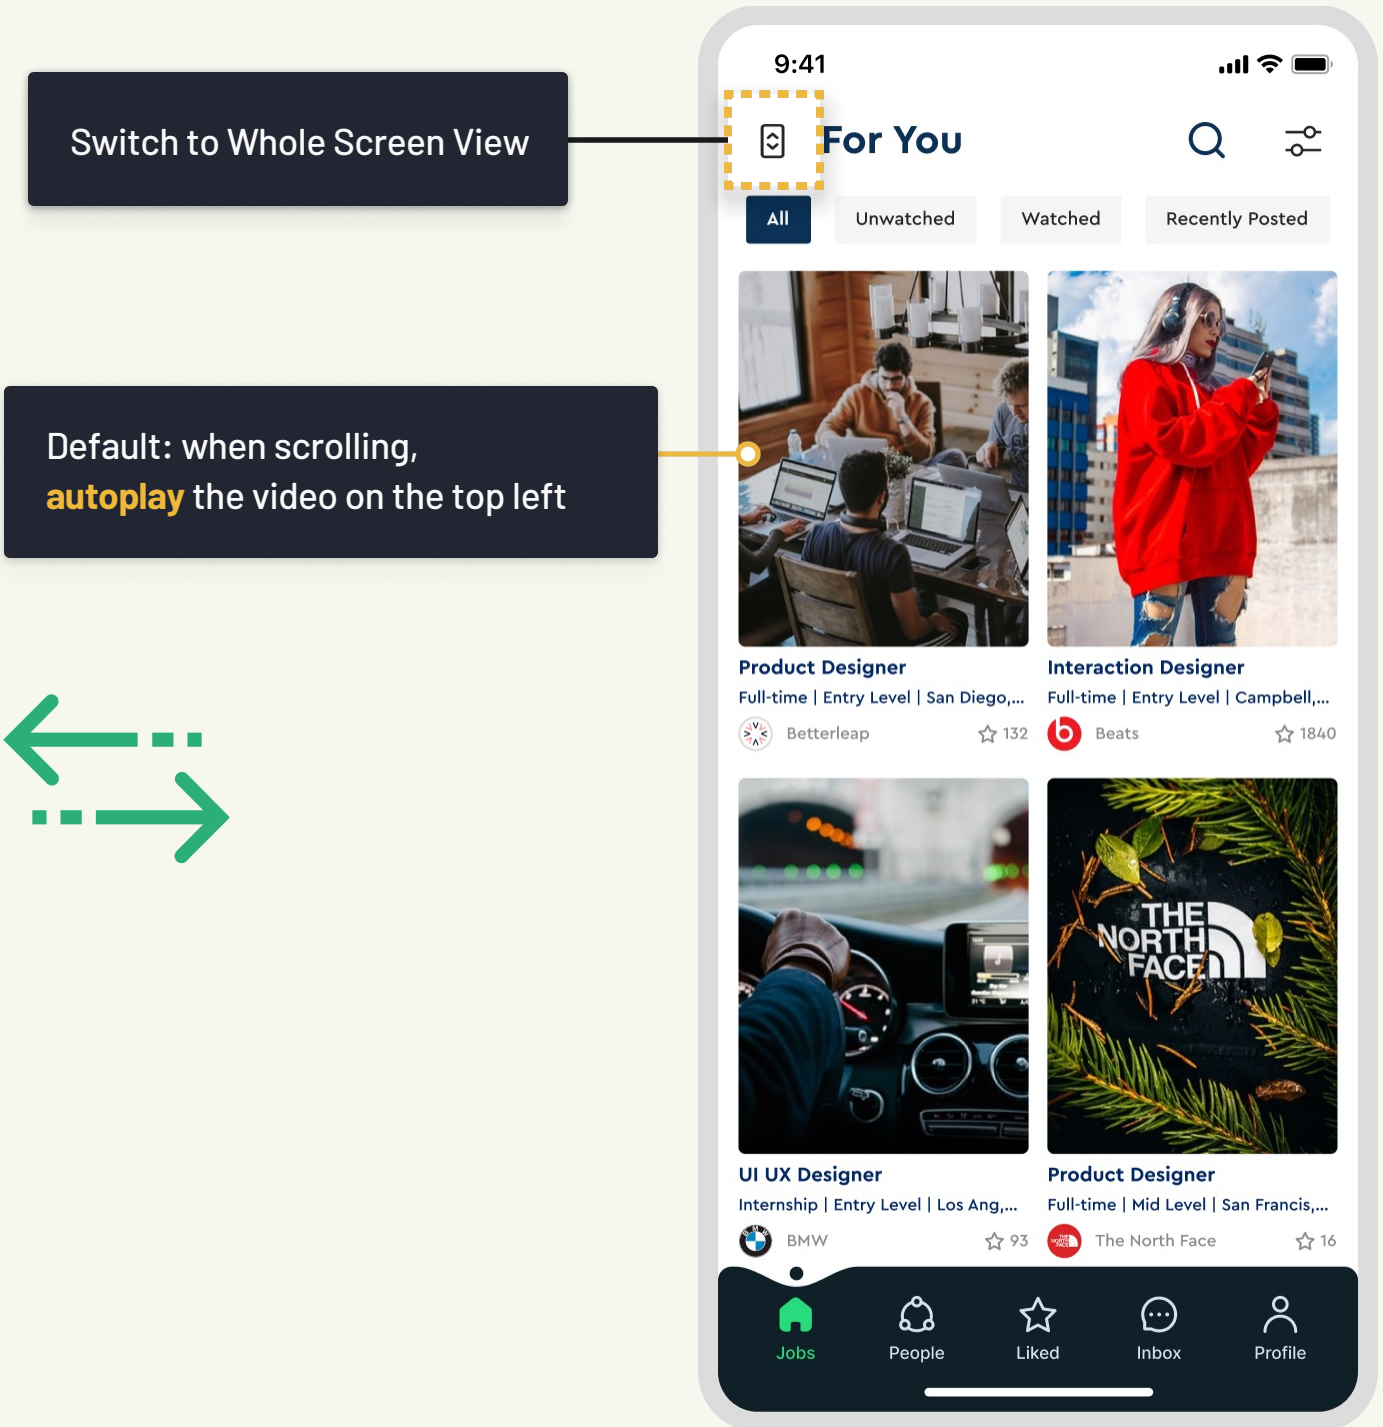 9:41
Switch to Whole Screen View
For You
All
Unwatched
Watched
Recently Posted
Default: when scrolling,
autoplay the video on the top left
Product Designer
Full-time | Entry Level | San Diego,...
Betterleap
132
Interaction Designer
Full-time | Entry Level | Campbell,...
Beats
1840
THE
NORTH
FACE
UI UX Designer
Internship | Entry Level | Los Ang,...
BMW
93
Product Designer
Full-time | Mid Level | San Francis,...
The North Face
16
Jobs
People
Liked
Inbox
Profile